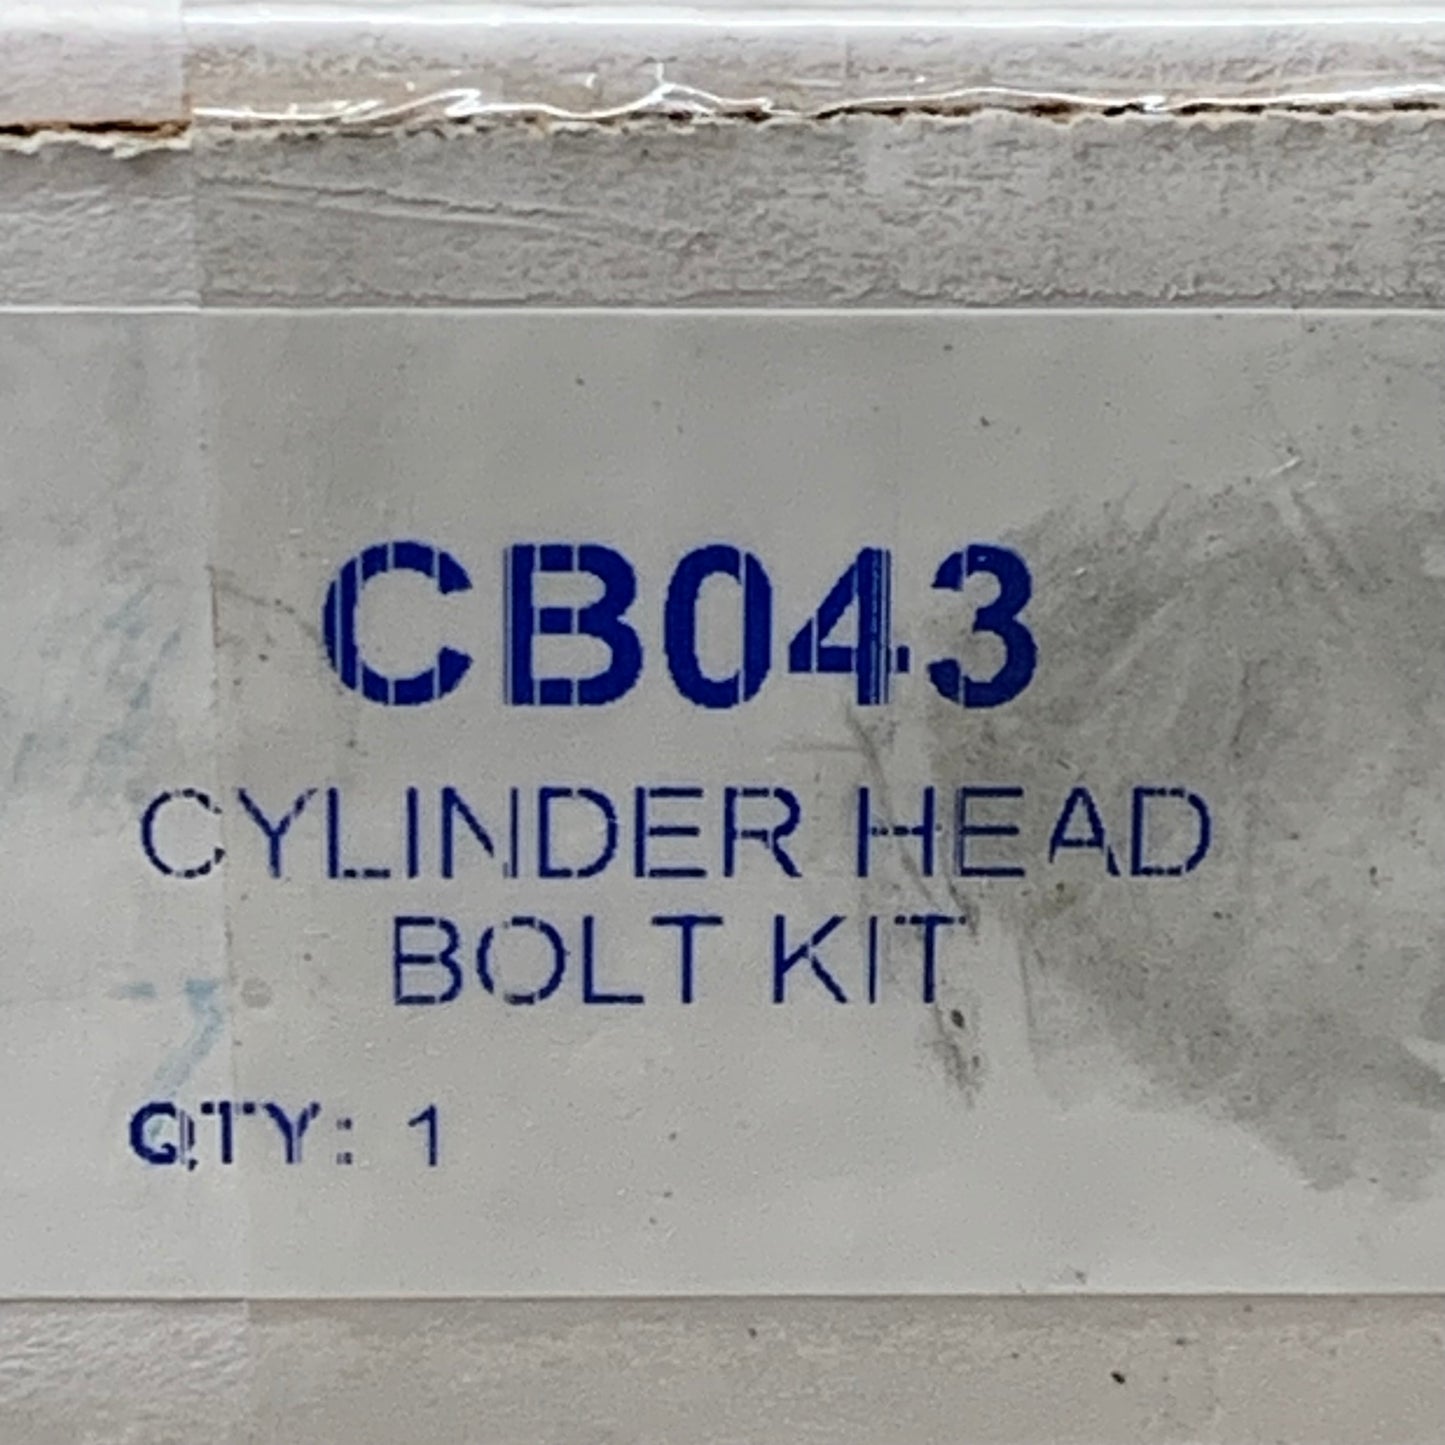 CB043
CYLINDER HEAD
BOLT KIT
QTY: 1